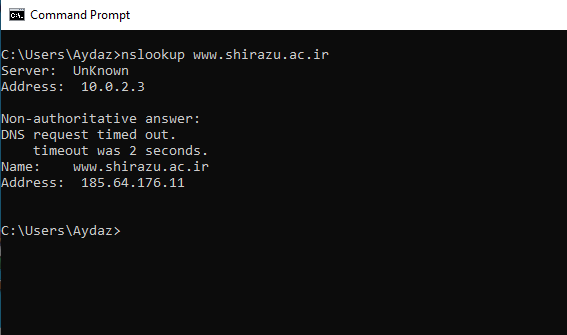 Command Prompt
C:\Users\Aydaz>nslookup www.shirazu.ac.ir
Server:  UnKnown
Address:  10.0.2.3
Non-authoritative answer:
DNS request timed out.
    timeout was 2 seconds.
Name:    www.shirazu.ac.ir
Address:  185.64.176.11
C:\Users\Aydaz>